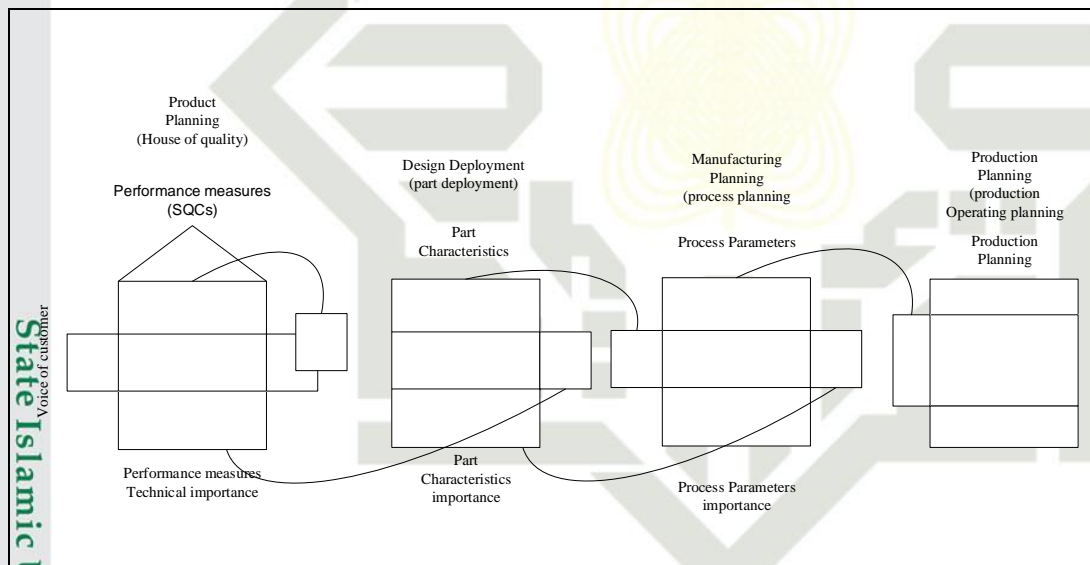 Product
Planning
(House of quality)
Performance measures
(SQCs)
Design Deployment
(part deployment)
Part
Characteristics
Manufacturing
Planning
(process planning
Process Parameters
Production
Planning
(production
Operating planning
Production
Planning
Voice of customer
State Islamic
Performance measures
Technical importance
Part
Characteristics
importance
Process Parameters
importance